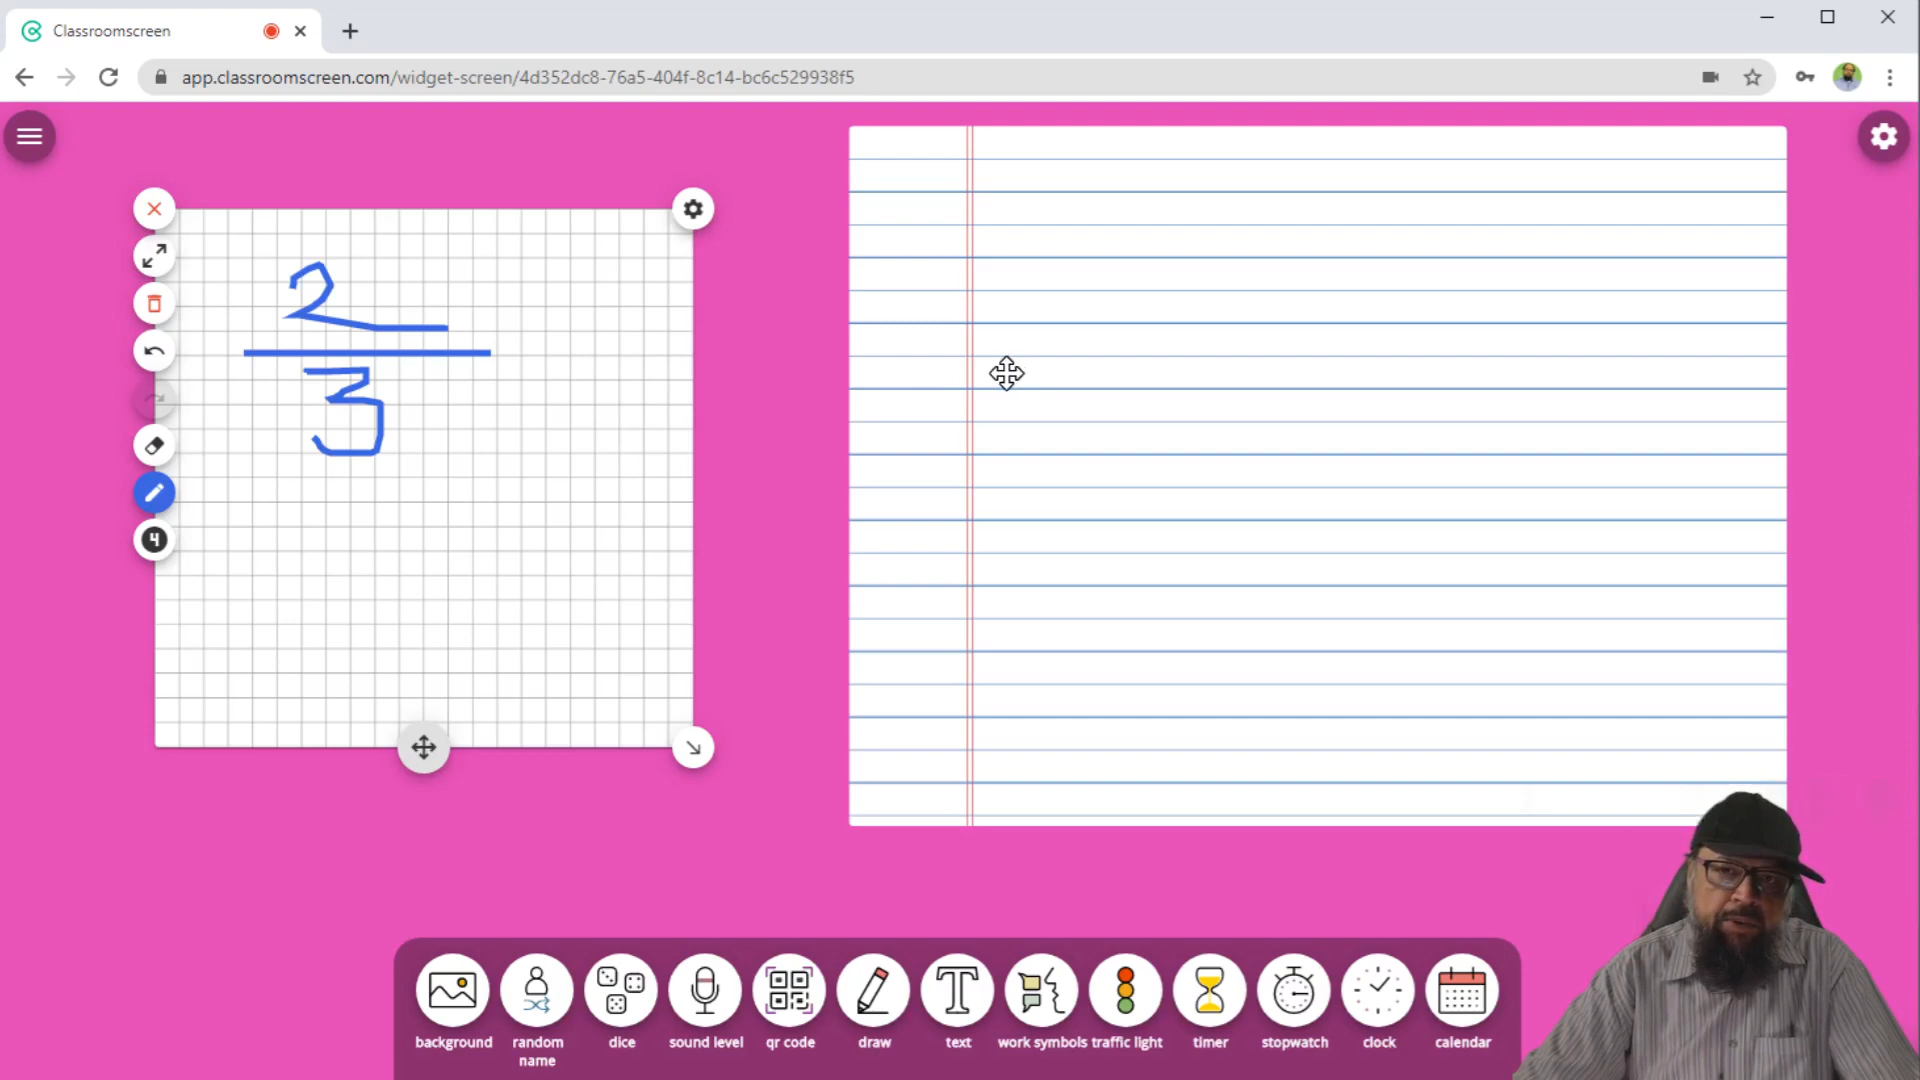 Classroomscreen
app.classroomscreen.com/widget-screen/4d352dc8-76a5-404f-8c14-bc6c529938f5
2
3
4
background
random name
dice
sound level
qr code
draw
text
work symbols
traffic light
timer
stopwatch
clock
calendar